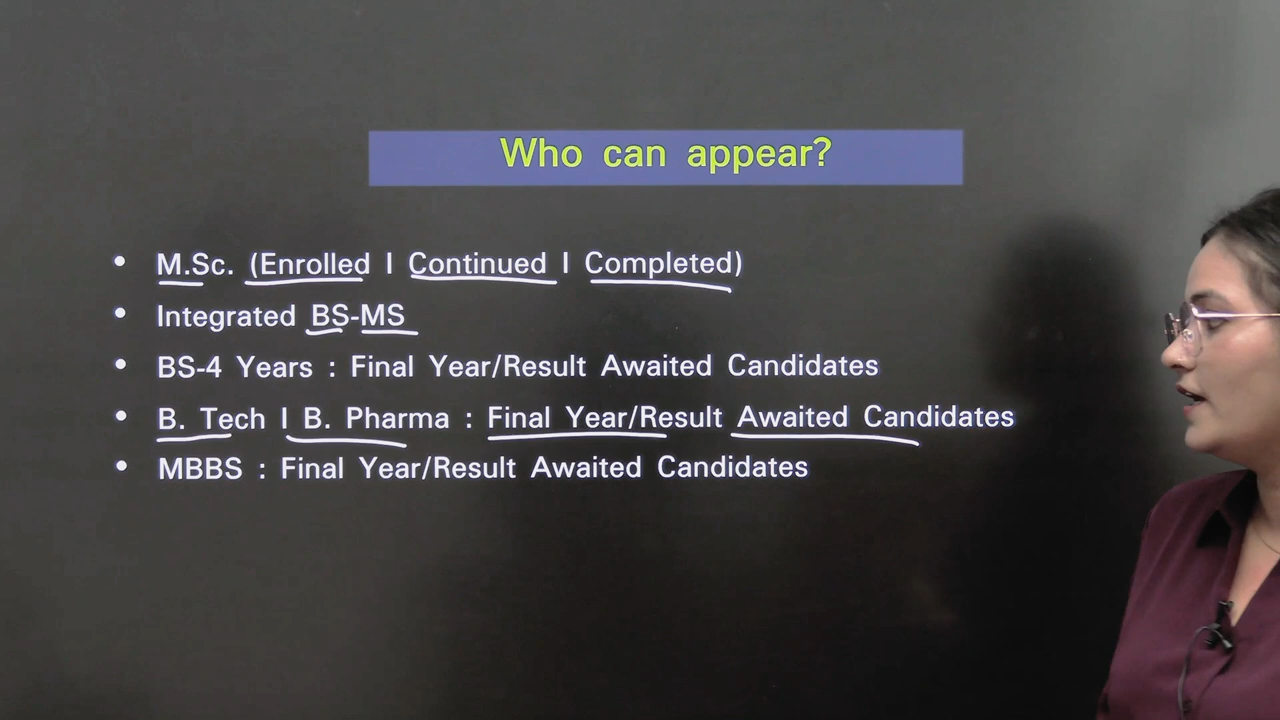 Who can appear?
• M.Sc. (Enrolled I Continued I Completed)
• Integrated BS-MS
• BS-4 Years : Final Year/Result Awaited Candidates
• B. Tech I B. Pharma : Final Year/Result Awaited Candidates
• MBBS : Final Year/Result Awaited Candidates